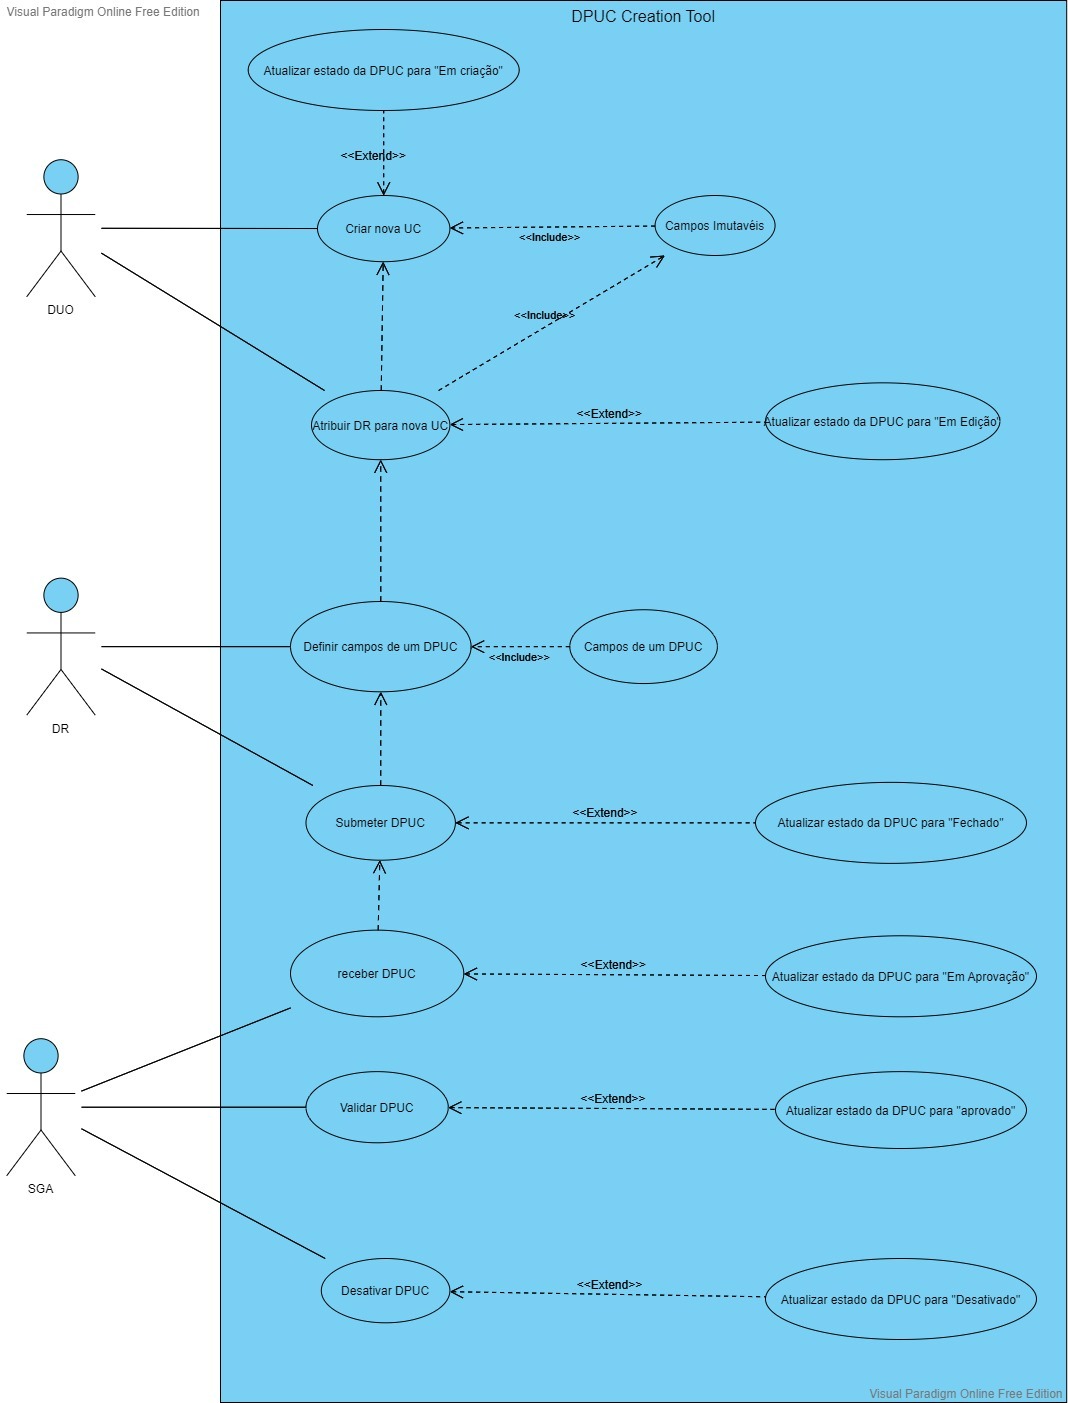 Visual Paradigm Online Free Edition
DPUC Creation Tool
Atualizar estado da DPUC para "Em criação"
<<Extend>>
Criar nova UC
Campos Imutavéis
<<Include>>
DUO
<<Include>>
<<Extend>>
Atribuir DR para nova UC
Atualizar estado da DPUC para "Em Edição"
Definir campos de um DPUC
Campos de um DPUC
<<Include>>
DR
<<Extend>>
Submeter DPUC
Atualizar estado da DPUC para "Fechado"
<<Extend>>
receber DPUC
Atualizar estado da DPUC para "Em Aprovação"
<<Extend>>
Validar DPUC
Atualizar estado da DPUC para "aprovado"
SGA
<<Extend>>
Desativar DPUC
Atualizar estado da DPUC para "Desativado"
Visual Paradigm Online Free Edition